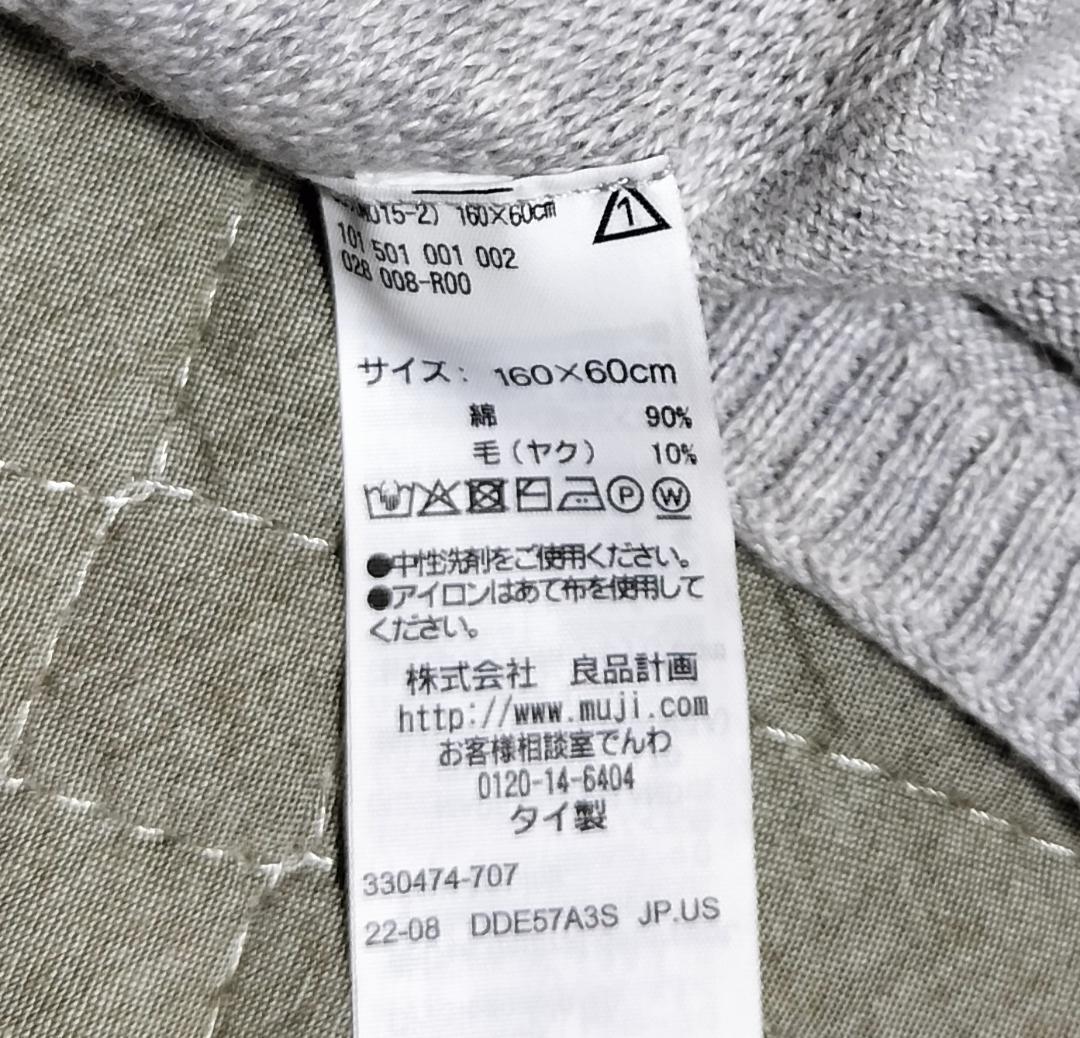 015-2) 160×60cm
1
101 501 001 002
028 008-R00
サイズ: 160×60cm
綿 90%
毛(ヤク) 10%
P W
●中性洗剤をご使用ください。
●アイロンはあて布を使用して
ください。
株式会社 良品計画
http://www.muji.com
お客様相談室でんわ
0120-14-6404
タイ製
330474-707
22-08 DDE57A3S JP.US